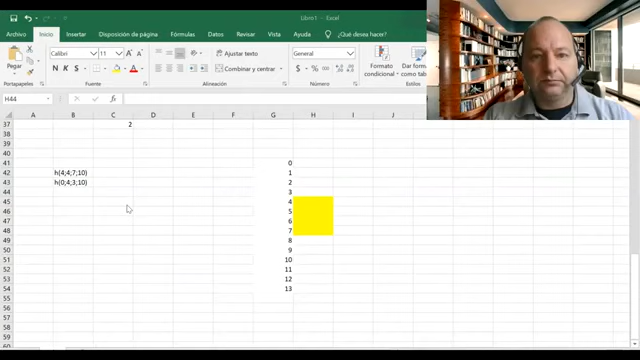 Libro1 - Excel
Archivo Inicio Insertar Disposición de página Fórmulas Datos Revisar Vista Ayuda ¿Qué desea hacer?
Pegar
Calibri 11
N K S
Ajustar texto
Combinar y centrar
General
$ % 000
Formato condicional
Dar formato
Portapapeles
Fuente
Alineación
Número
H44
A B C D E F G H I J
37 2
38
39
40
41 0
42 h(4;4;7;10) 1
43 h(0;4;3;10) 2
44 3
45 4
46 5
47 6
48 7
49 8
50 9
51 10
52 11
53 12
54 13
55
56
57
58
59
60